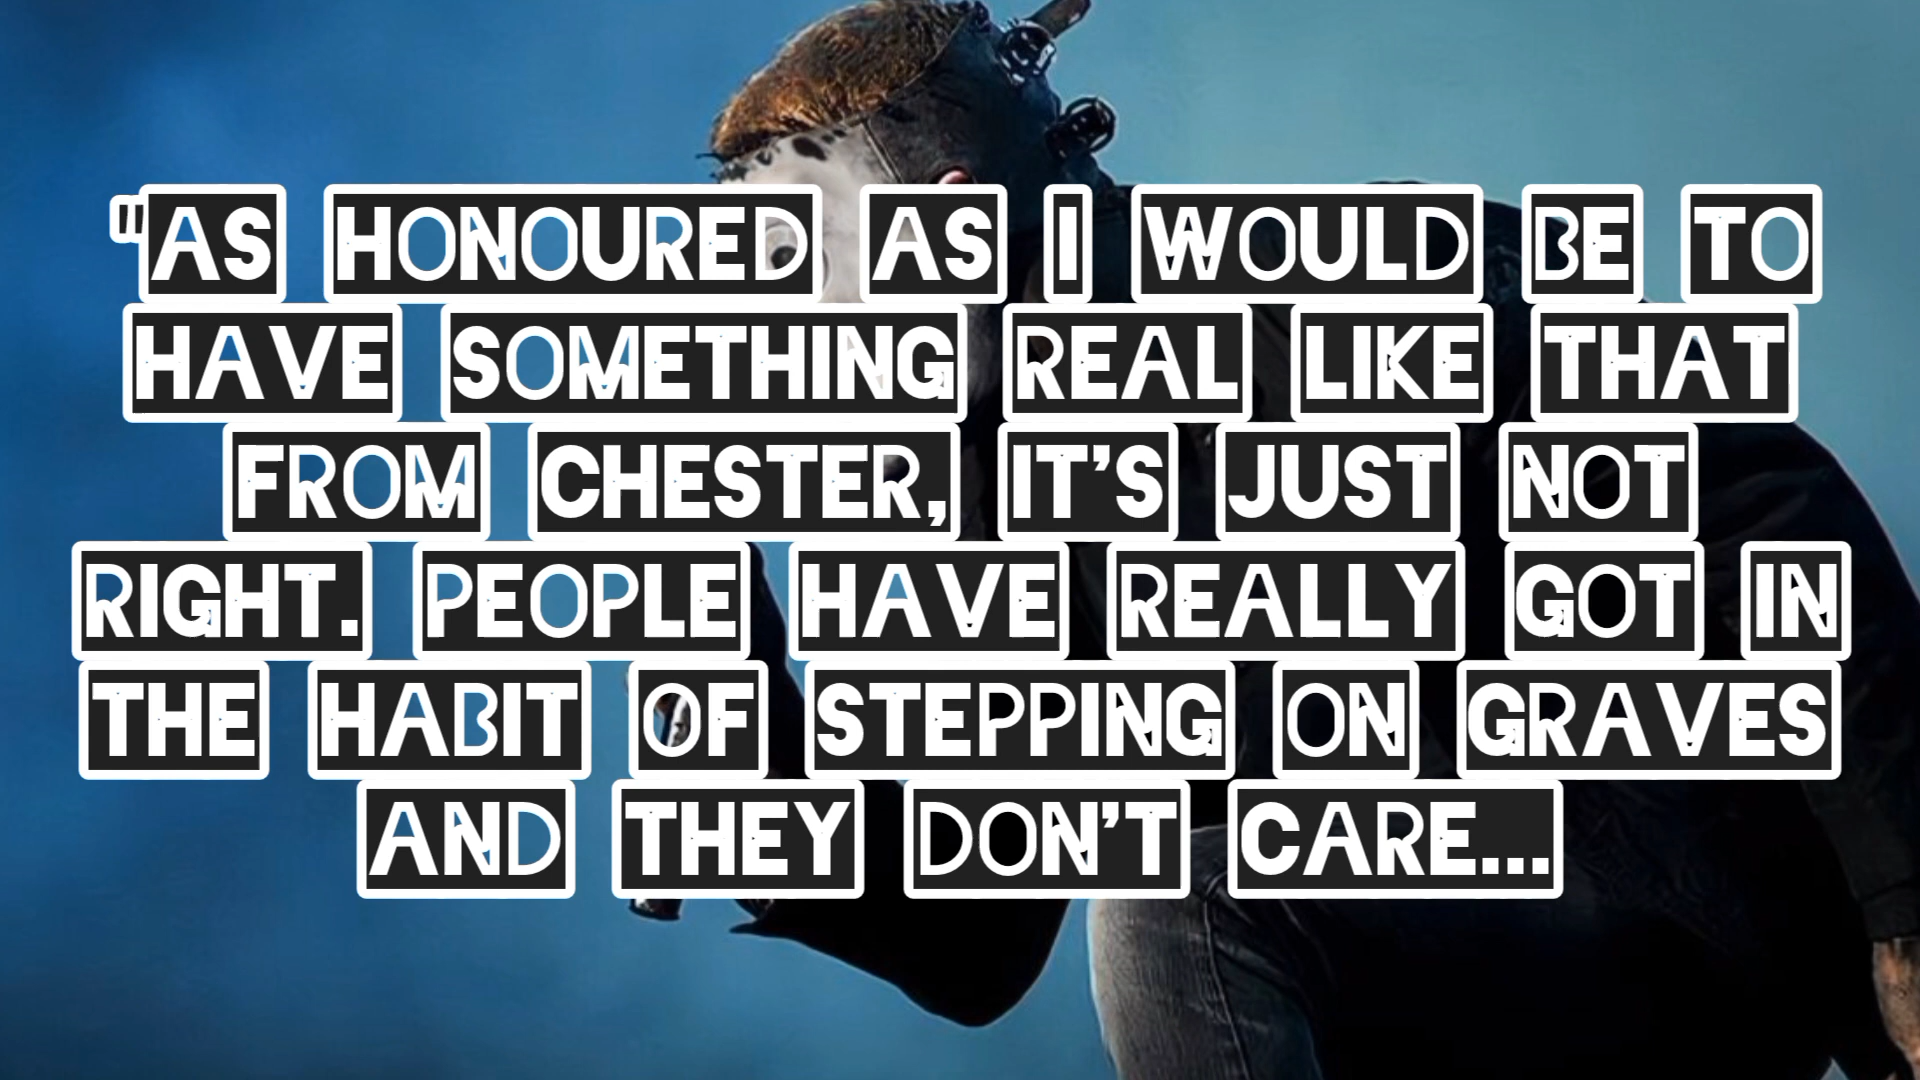 "AS HONOURED AS I WOULD BE TO
HAVE SOMETHING REAL LIKE THAT
FROM CHESTER, IT'S JUST NOT
RIGHT. PEOPLE HAVE REALLY GOT IN
THE HABIT OF STEPPING ON GRAVES
AND THEY DON'T CARE...